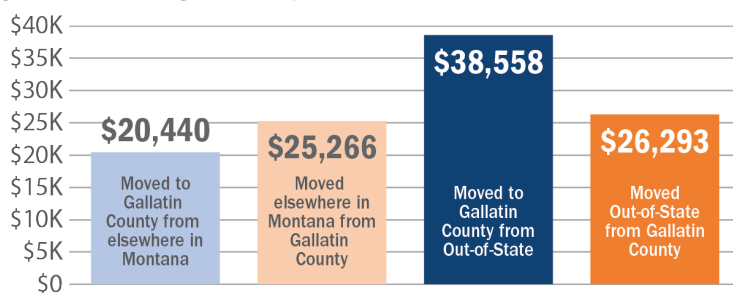 $40K
$35K
$30K
$25K
$20K
$15K
$10K
$5K
$0
$20,440
Moved to
Gallatin
County from
elsewhere in
Montana
$25,266
Moved
elsewhere in
Montana from
Gallatin
County
$38,558
Moved to
Gallatin
County from
Out-of-State
$26,293
Moved
Out-of-State
from Gallatin
County